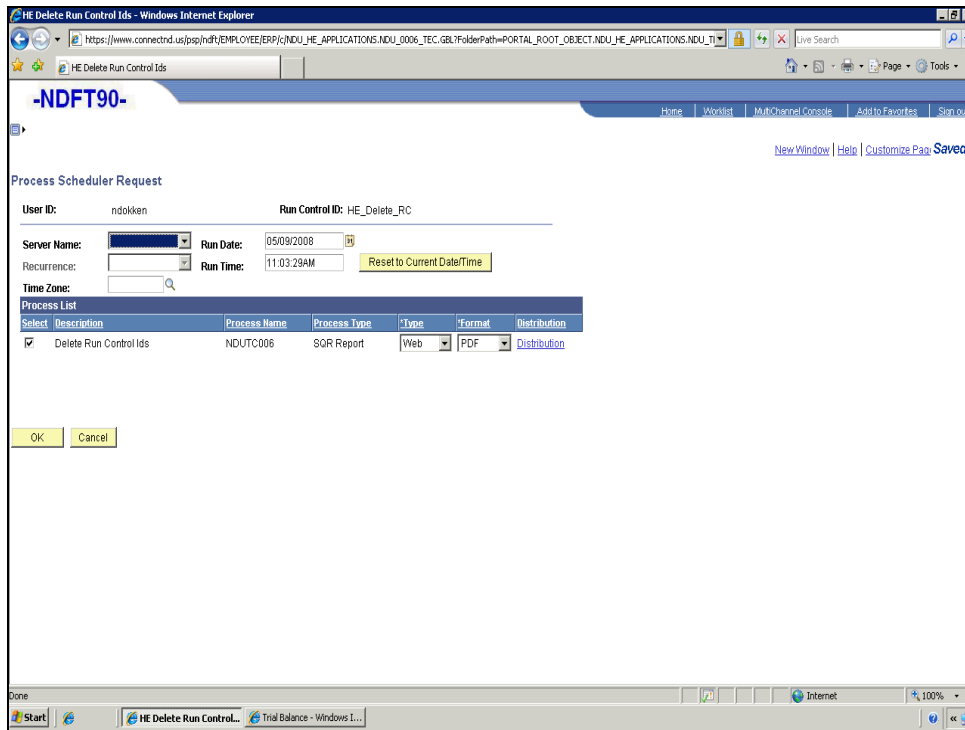 HE Delete Run Control Ids - Windows Internet Explorer
https://www.connectnd.us/psp/ndft/EMPLOYEE/ERP/c/NDU_HE_APPLICATIONS.NDU_0006_TEC.GBL?FolderPath=PORTAL_ROOT_OBJECT.NDU_HE_APPLICATIONS.NDU_TI
Live Search
HE Delete Run Control Ids
Page Tools
-NDFT90-
Home Worklist MultiChannel Console Add to Favorites Sign ou
New Window | Help | Customize Pag Saved
Process Scheduler Request
User ID: ndokken Run Control ID: HE_Delete_RC
Server Name: Run Date: 05/09/2008
Recurrence: Run Time: 11:03:29AM Reset to Current Date/Time
Time Zone:
Process List
Select Description Process Name Process Type *Type *Format Distribution
Delete Run Control Ids NDUTC006 SQR Report Web PDF Distribution
OK Cancel
Done Internet 100%
Start HE Delete Run Control... Trial Balance - Windows I...